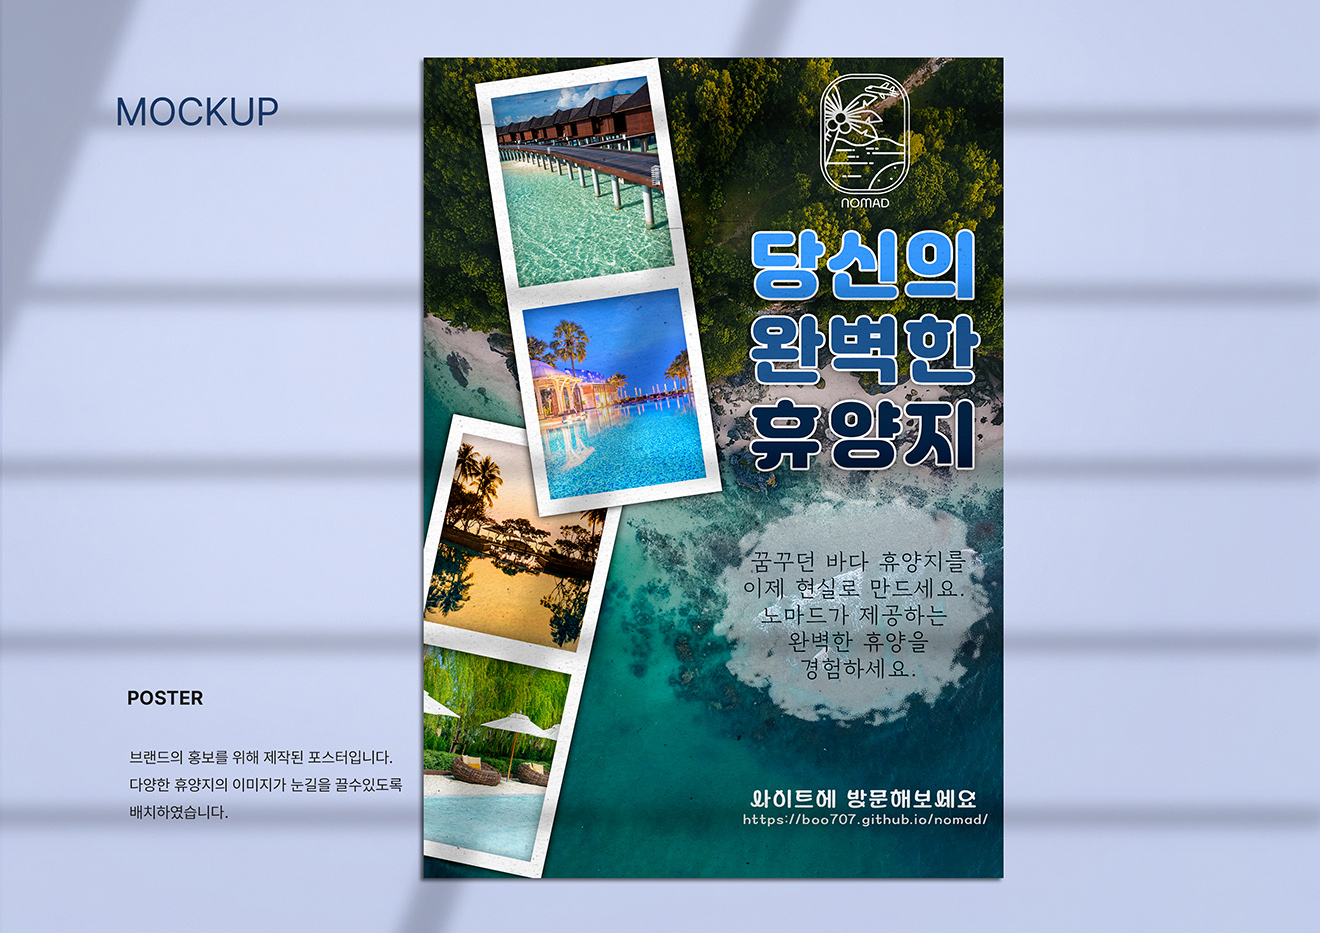 MOCKUP
NOMAD
당신의
완벽한
휴양지
꿈꾸던 바다 휴양지를
이제 현실로 만드세요.
노마드가 제공하는
완벽한 휴양을
경험하세요.
와이트에 방문해보세요
https://boo707.github.io/nomad/
POSTER
브랜드의 홍보를 위해 제작된 포스터입니다.
다양한 휴양지의 이미지가 눈길을 끌수있도록
배치하였습니다.